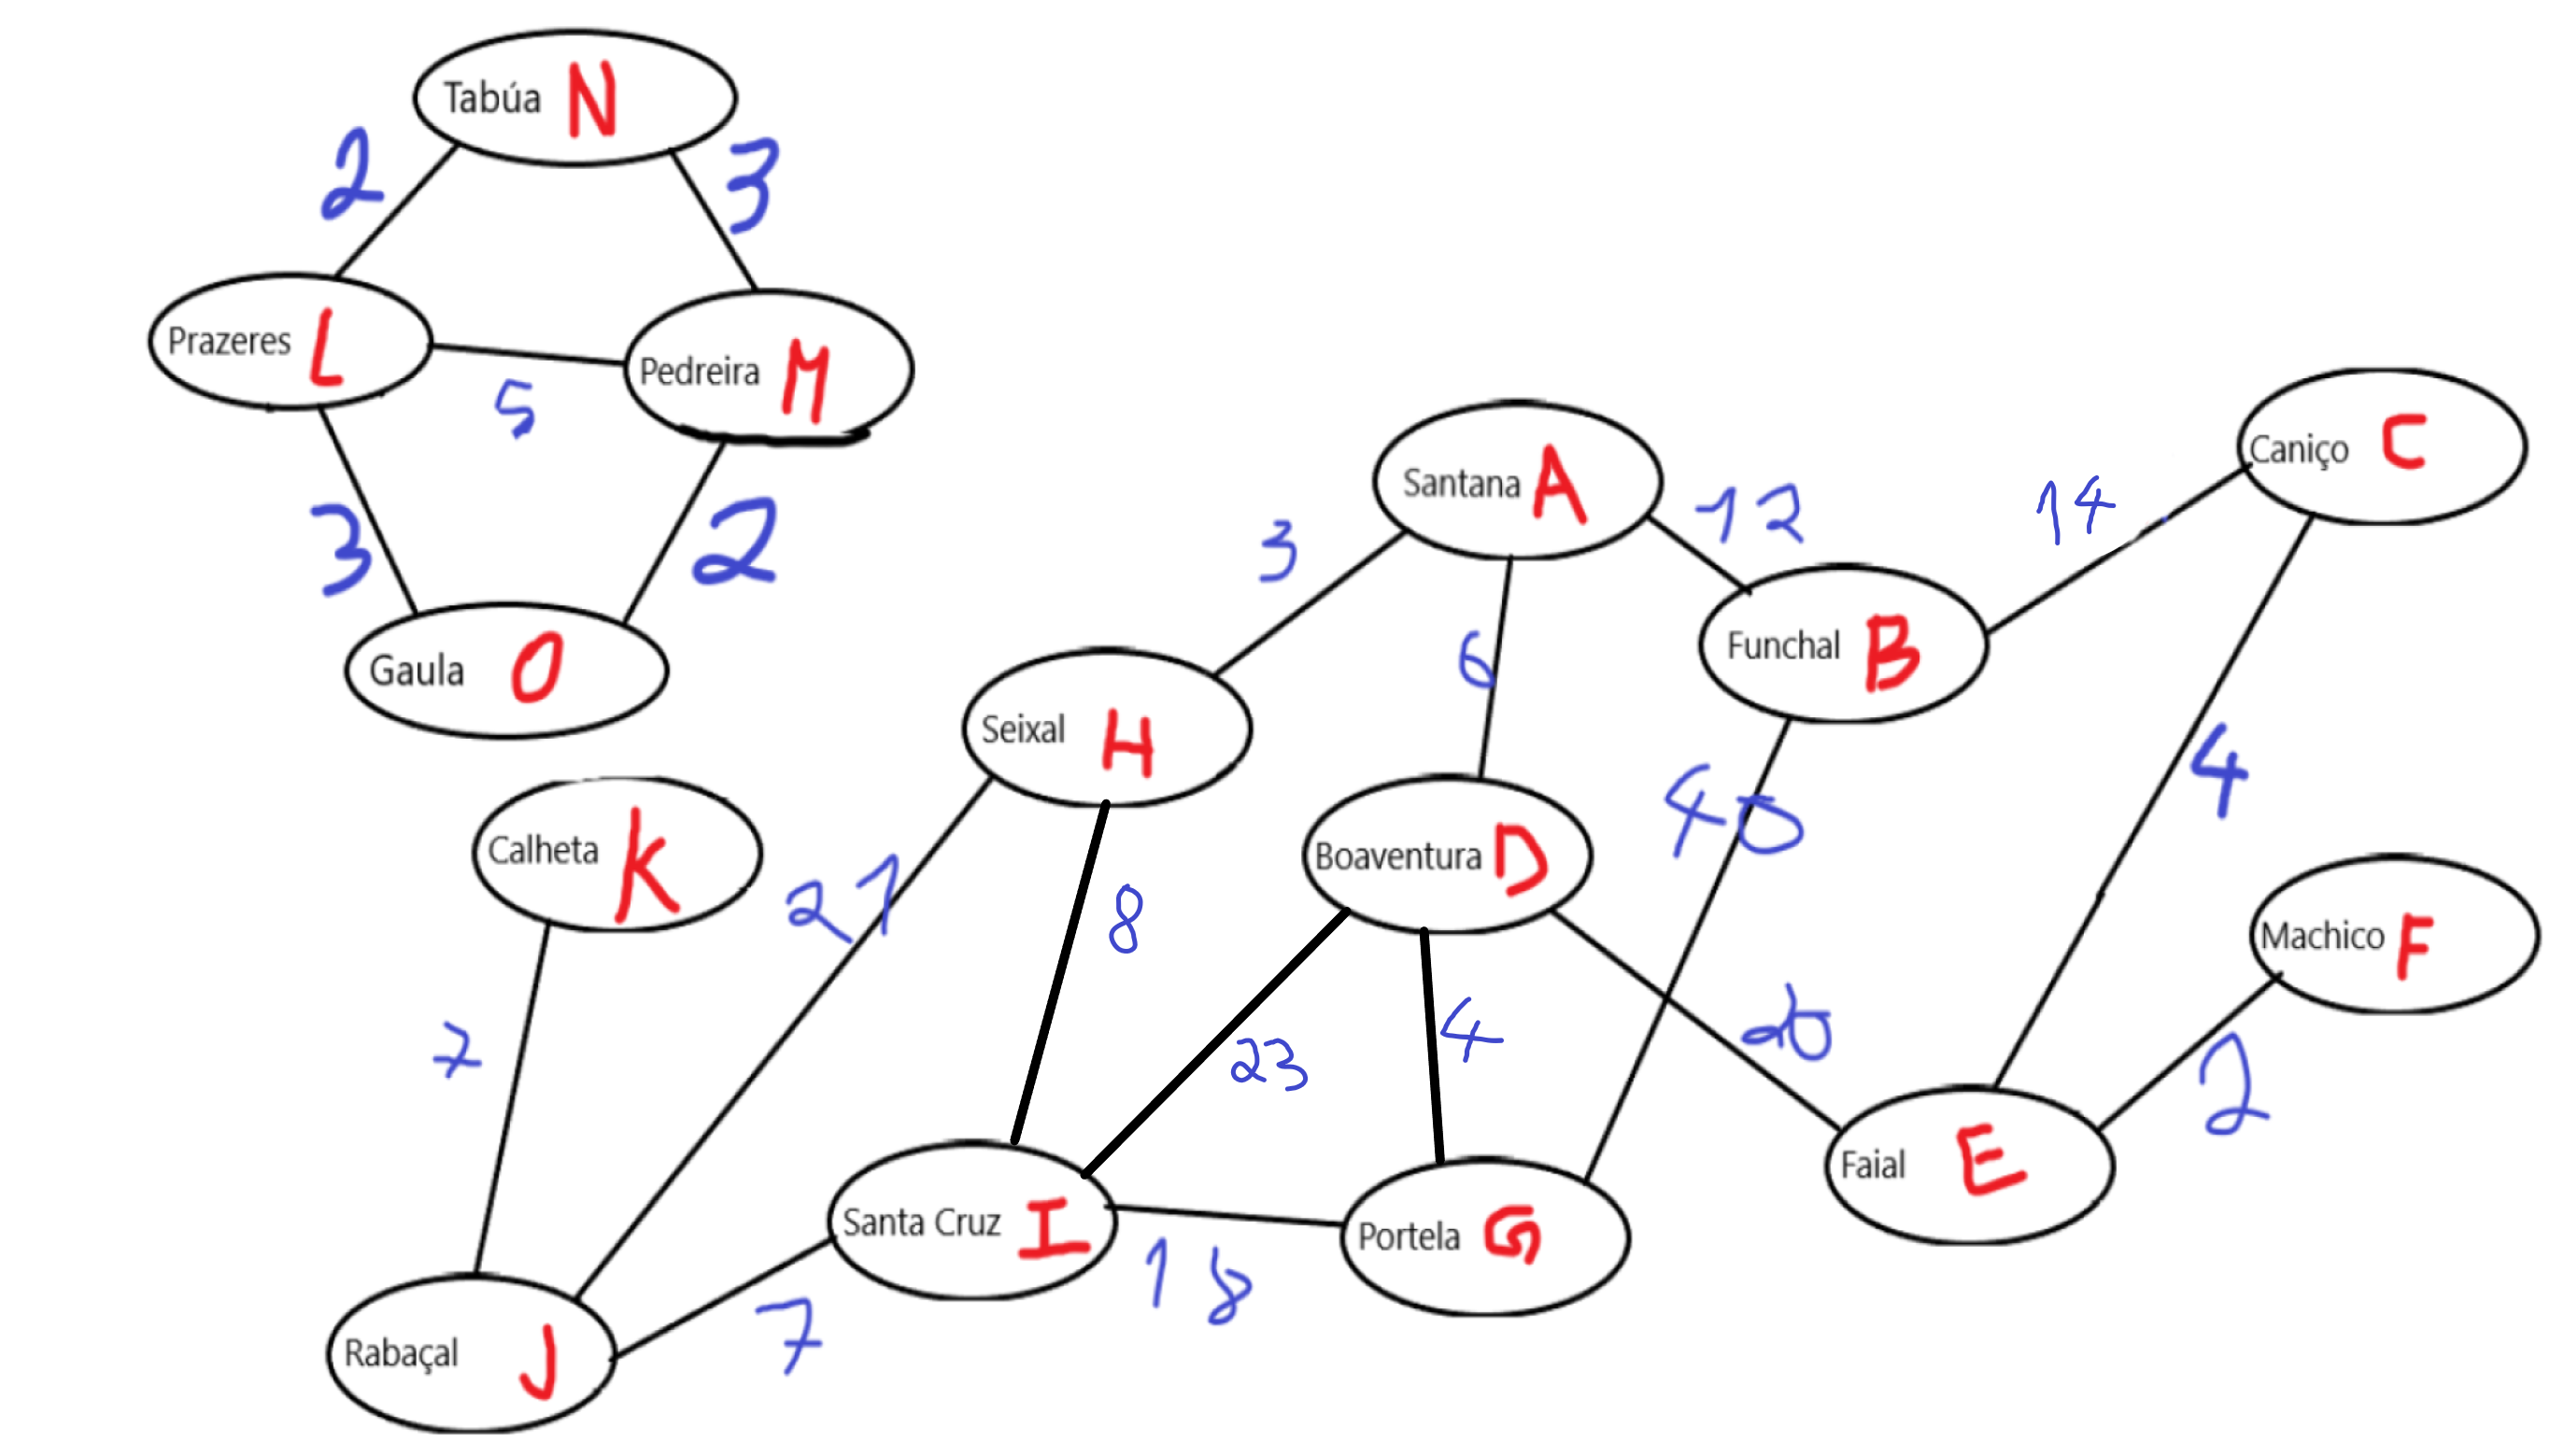 Tabúa N
2
3
Prazeres L
5
Pedreira M
3
2
Gaula O
Santana A
12
14
Caniço C
3
6
Funchal B
Seixal H
4
Calheta K
21
8
Boaventura D
40
Machico F
7
23
4
20
2
Santa Cruz I
18
Portela G
Faial E
Rabaçal J
7